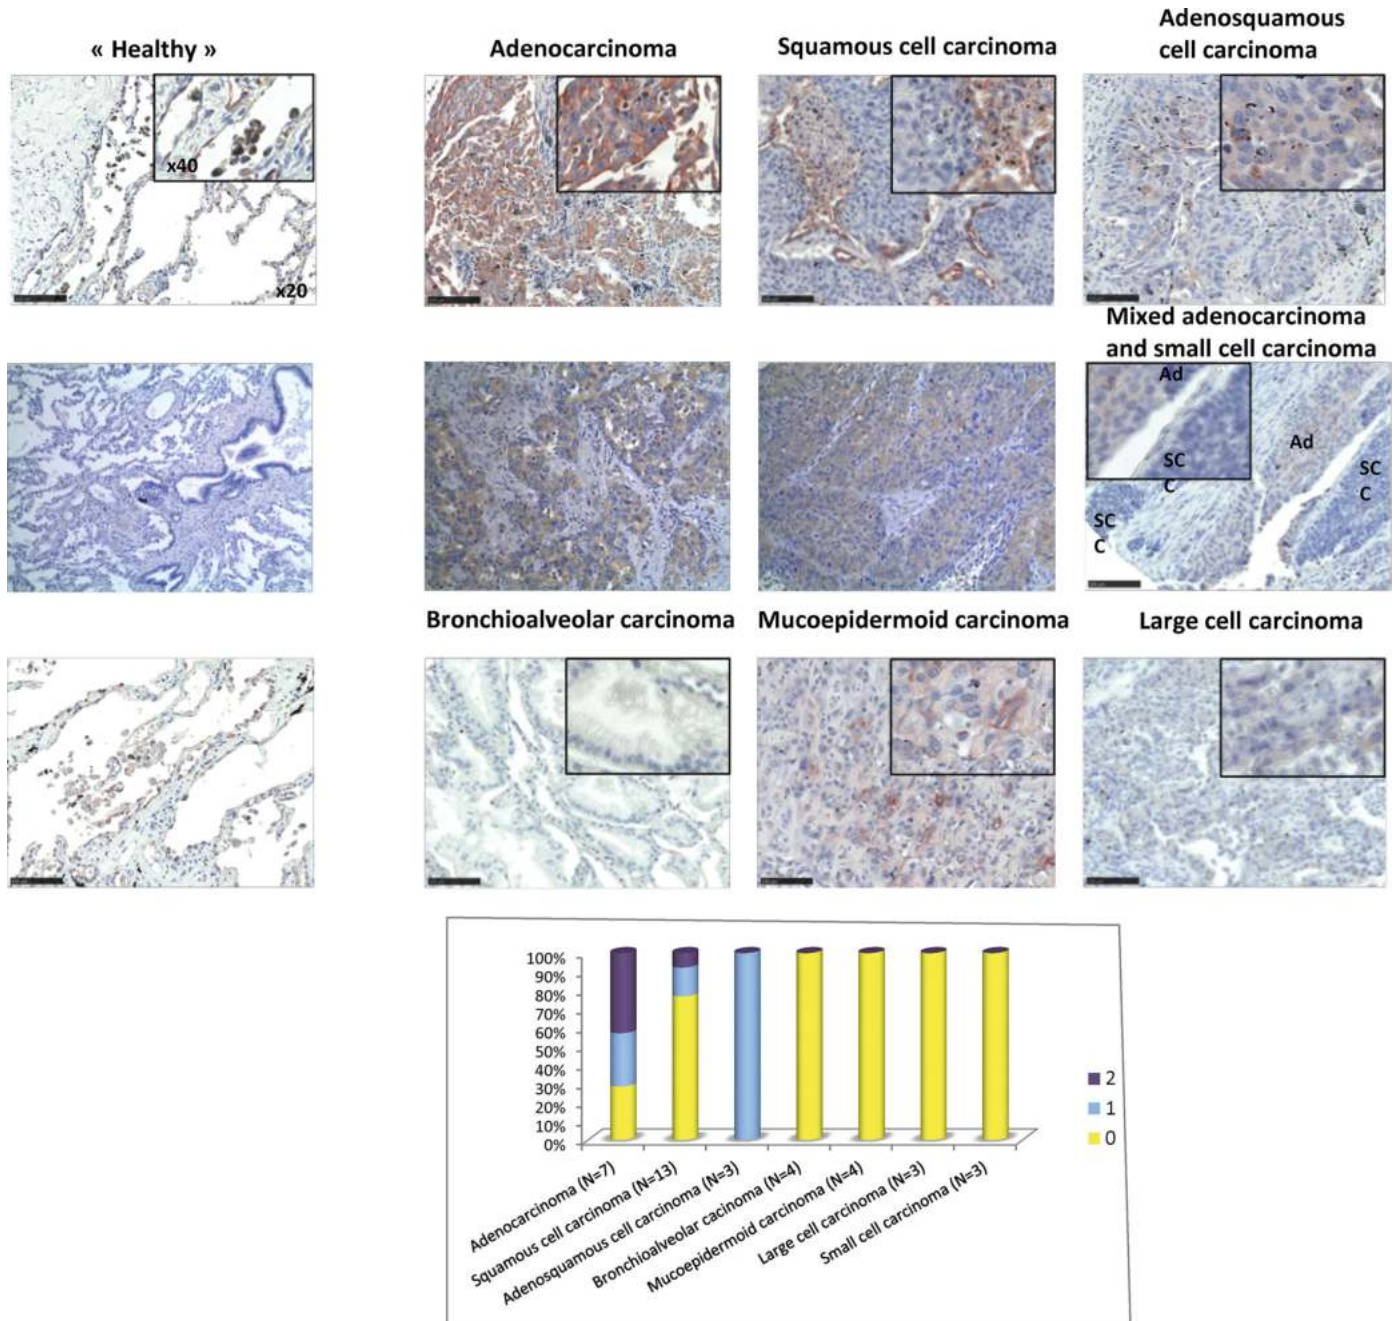 « Healthy »
Adenocarcinoma
Squamous cell carcinoma
Adenosquamous
cell carcinoma
x40
x20
Mixed adenocarcinoma
and small cell carcinoma
Ad
SC
C
Ad
SC
C
SC
C
Bronchioalveolar carcinoma
Mucoepidermoid carcinoma
Large cell carcinoma
100%
90%
80%
70%
60%
50%
40%
30%
20%
10%
0%
2
1
0
Adenocarcinoma (N=7)
Squamous cell carcinoma (N=13)
Adenosquamous cell carcinoma (N=3)
Bronchioalveolar cacinoma (N=4)
Mucoepidermoid carcinoma (N=4)
Large cell carcinoma (N=3)
Small cell carcinoma (N=3)